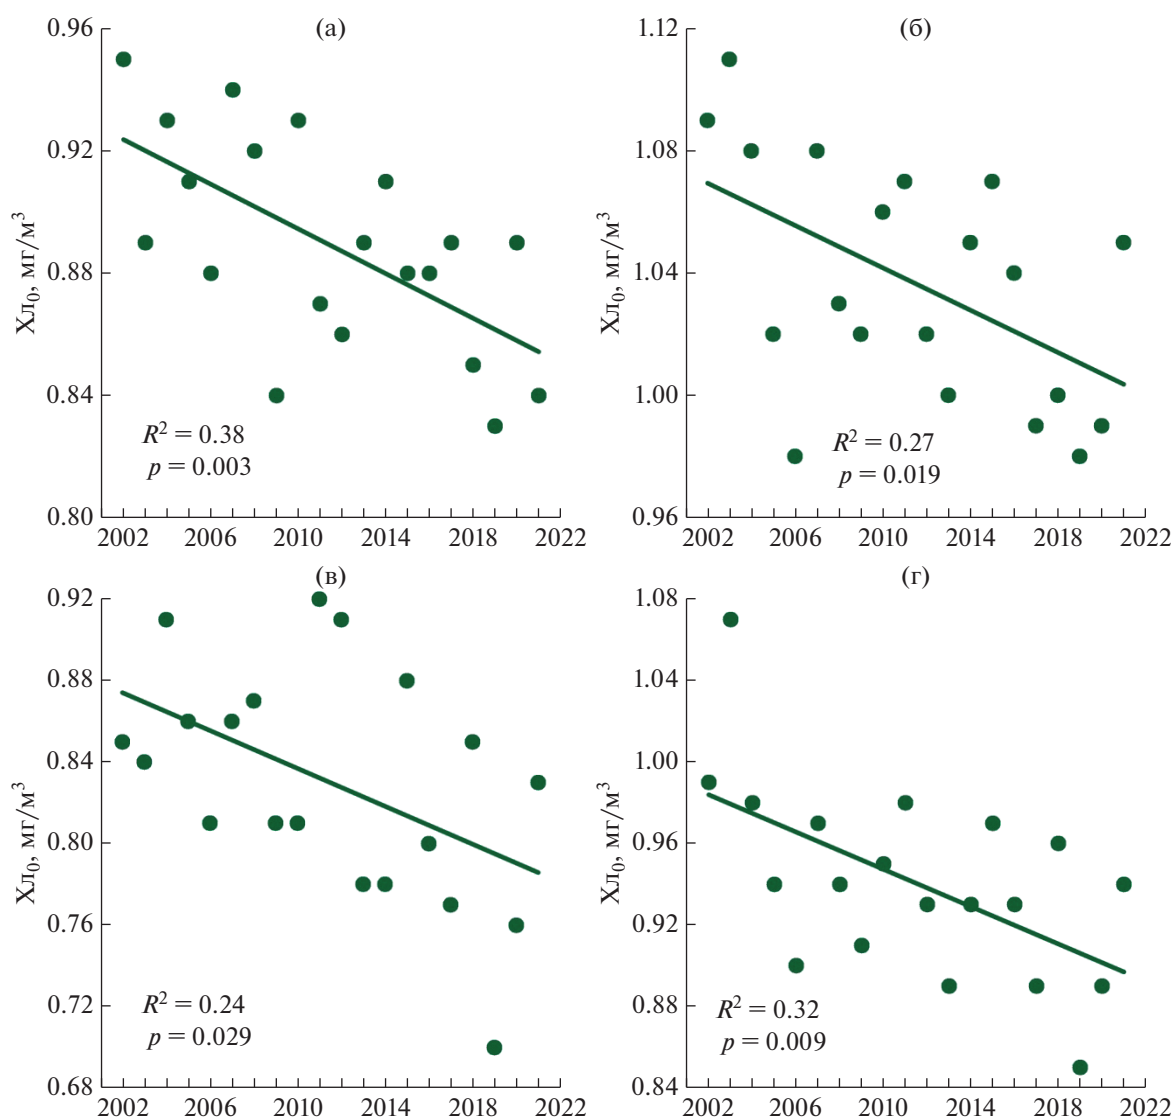 (а)
0.96
0.92
0.88
0.84
0.80
Хл₀, мг/м³
R² = 0.38
p = 0.003
2002 2006 2010 2014 2018 2022
(б)
1.12
1.08
1.04
1.00
0.96
Хл₀, мг/м³
R² = 0.27
p = 0.019
2002 2006 2010 2014 2018 2022
(в)
0.92
0.88
0.84
0.80
0.76
0.72
0.68
Хл₀, мг/м³
R² = 0.24
p = 0.029
2002 2006 2010 2014 2018 2022
(г)
1.08
1.04
1.00
0.96
0.92
0.88
0.84
Хл₀, мг/м³
R² = 0.32
p = 0.009
2002 2006 2010 2014 2018 2022